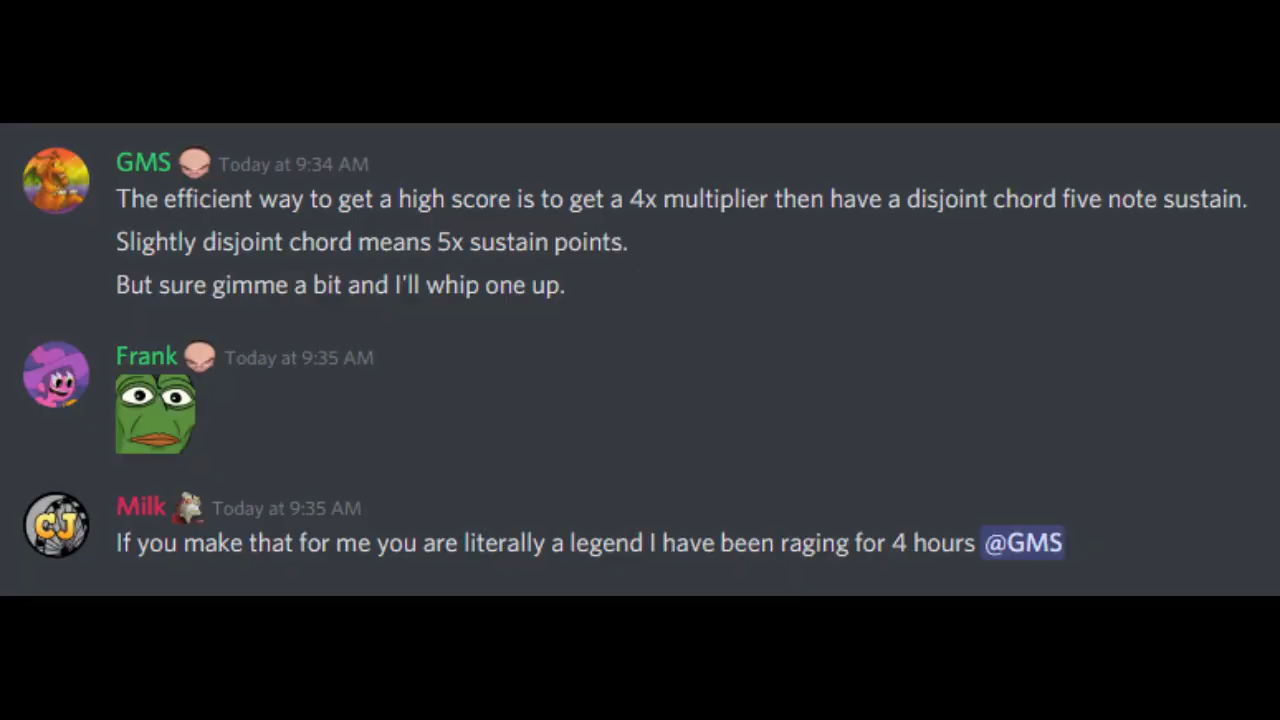 GMS Today at 9:34 AM
The efficient way to get a high score is to get a 4x multiplier then have a disjoint chord five note sustain.
Slightly disjoint chord means 5x sustain points.
But sure gimme a bit and I'll whip one up.
Frank Today at 9:35 AM
CJ
Milk Today at 9:35 AM
If you make that for me you are literally a legend I have been raging for 4 hours @GMS